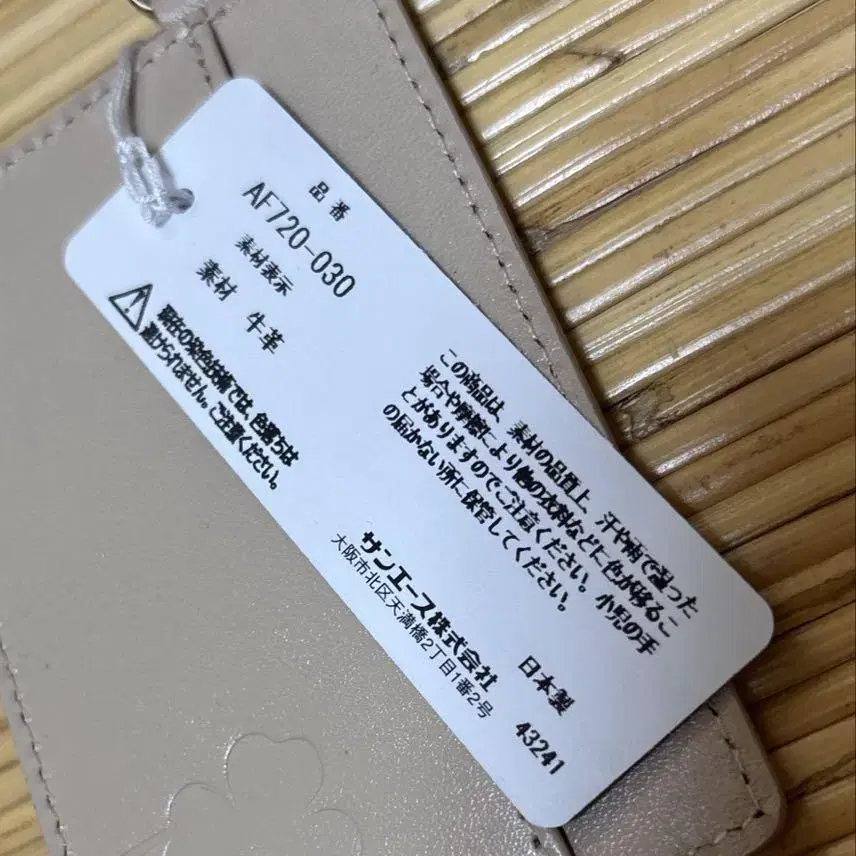 品番
AF720-030
素材表示
素材 牛革
現在の染色技術では、色落ちは
避けられません。ご注意ください。
この商品は、素材の品質上、汗や雨で湿った
場合や摩擦により他の衣料などに色が移るこ
とがありますのでご注意ください。小児の手
の届かない所に保管してください。
サンエース株式会社
大阪市北区天満橋2丁目1番2号
日本製
43241